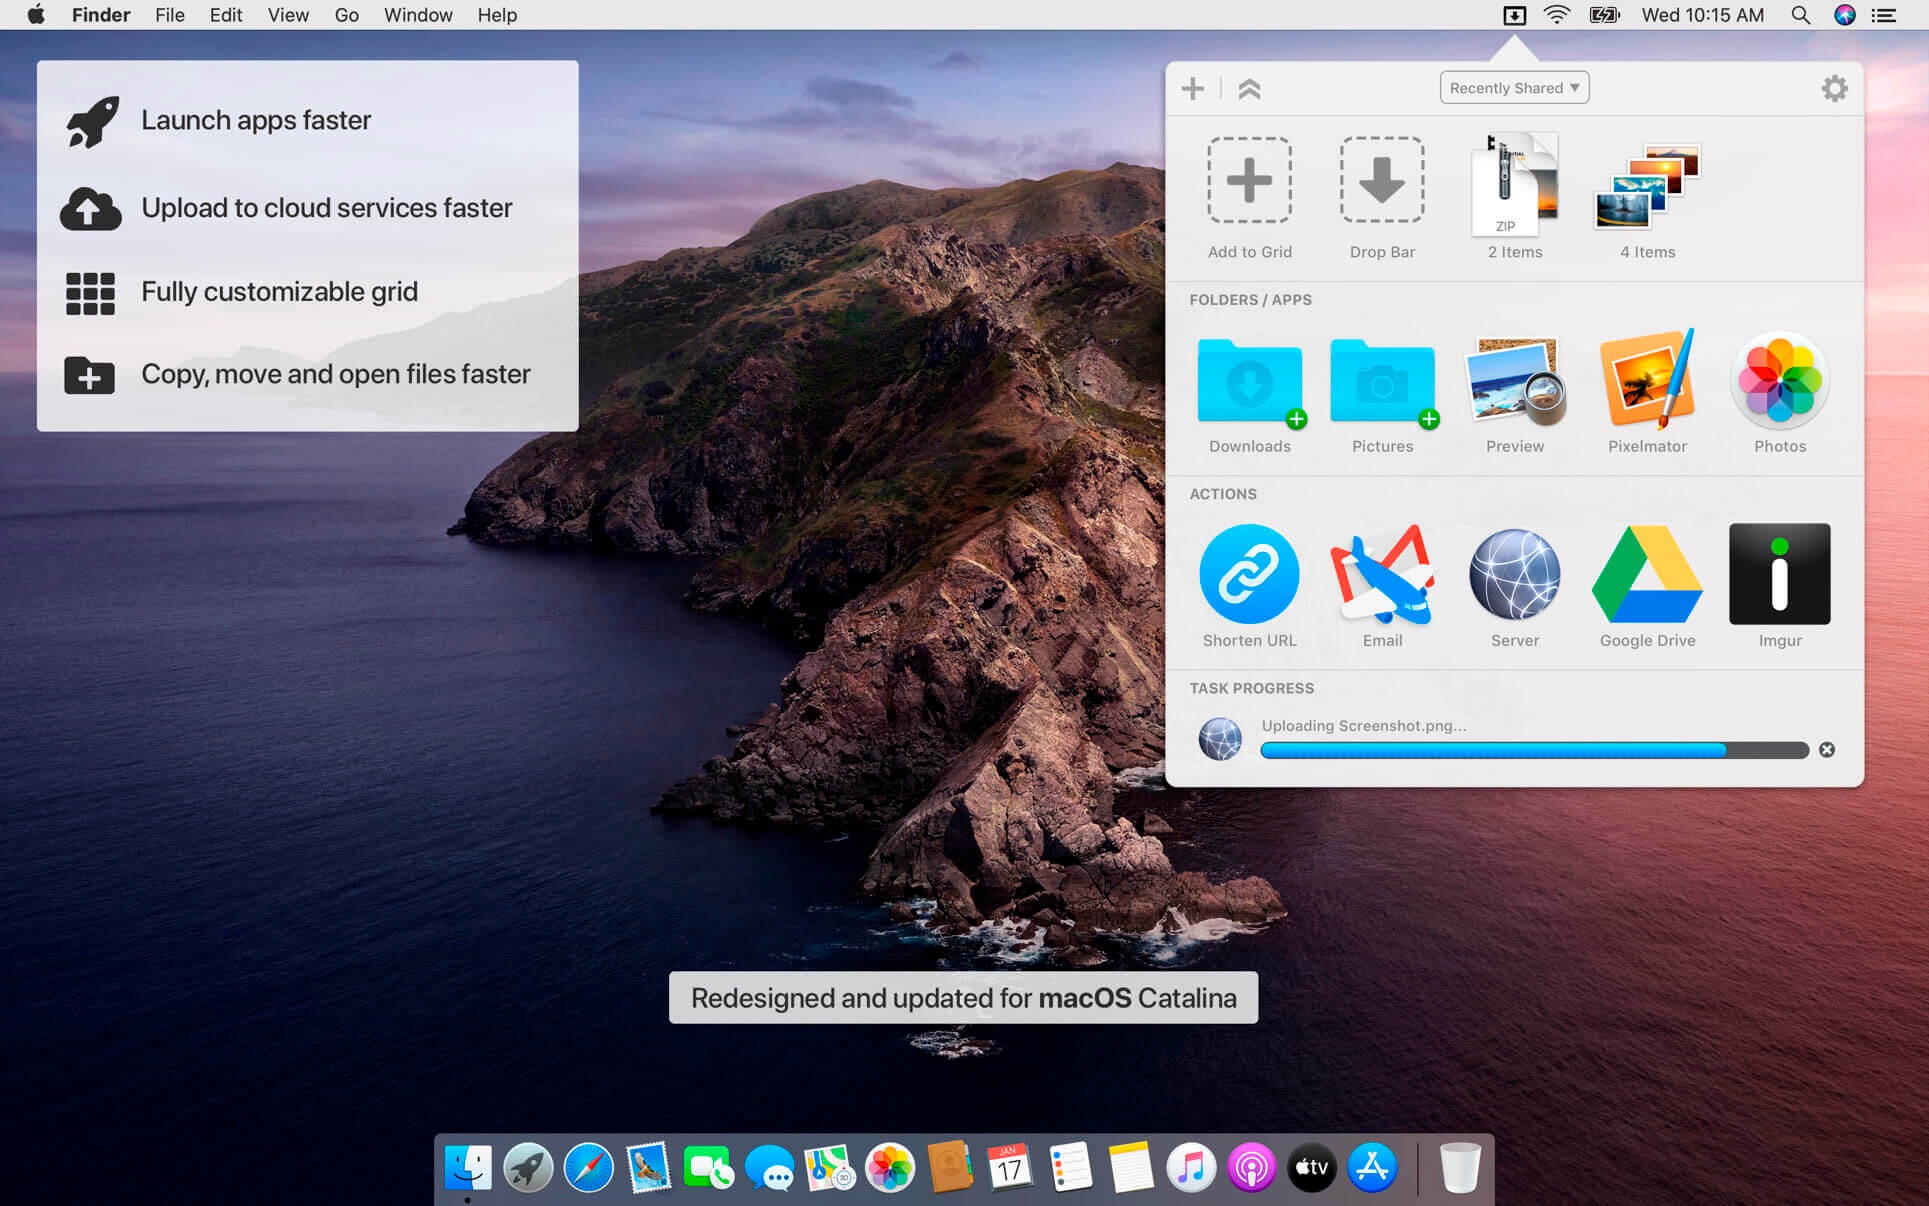 Finder File Edit View Go Window Help
Wed 10:15 AM
Launch apps faster
Upload to cloud services faster
Fully customizable grid
Copy, move and open files faster
Recently Shared ▼
ZIP
Add to Grid Drop Bar 2 Items 4 Items
FOLDERS / APPS
Downloads Pictures Preview Pixelmator Photos
ACTIONS
Shorten URL Email Server Google Drive Imgur
TASK PROGRESS
Uploading Screenshot.png...
Redesigned and updated for macOS Catalina
JAN
17
3D
tv